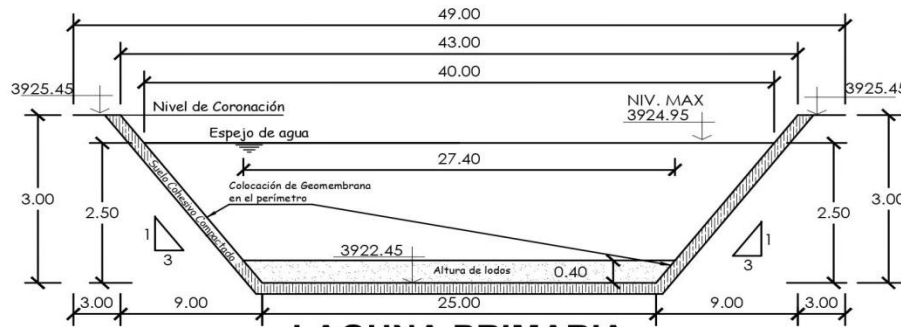 49.00
43.00
40.00
3925.45
3925.45
Nivel de Coronación
NIV. MAX
3924.95
Espejo de agua
27.40
Suelo Cohesivo Compactado
Colocación de Geomembrana
en el perímetro
3.00
2.50
2.50
3.00
1
3
1
3
3922.45
Altura de lodos
0.40
3.00
9.00
25.00
9.00
3.00
LAGUNA PRIMARIA